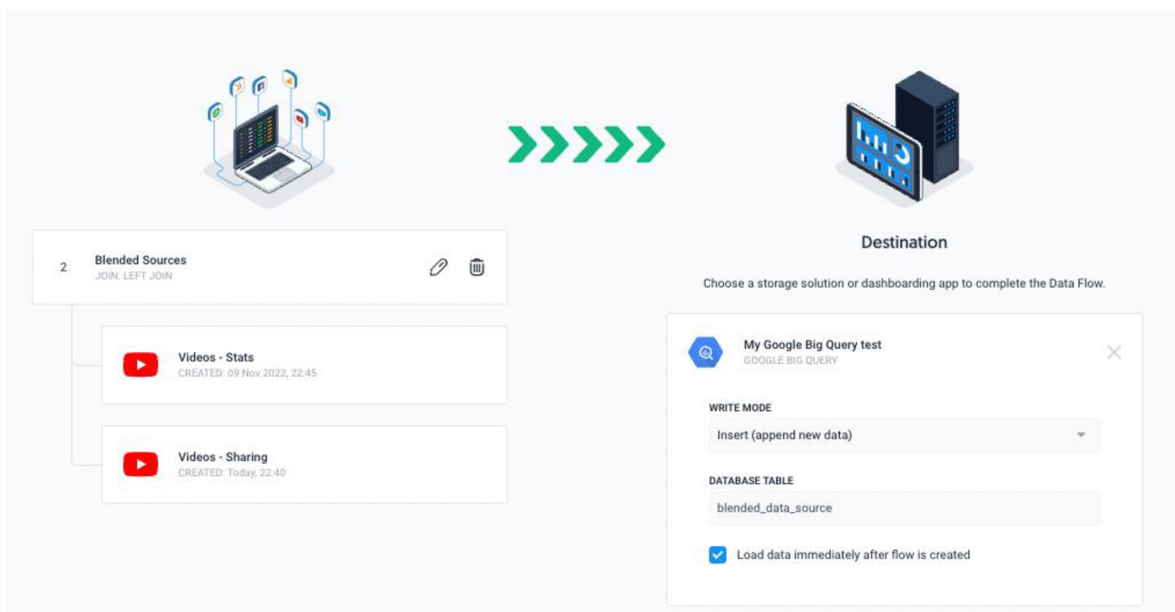 2
Blended Sources
JOIN: LEFT JOIN
Videos - Stats
CREATED: 09 Nov 2022, 22:45
Videos - Sharing
CREATED: Today, 22:40
Destination
Choose a storage solution or dashboarding app to complete the Data Flow.
My Google Big Query test
GOOGLE BIG QUERY
WRITE MODE
Insert (append new data)
DATABASE TABLE
blended_data_source
Load data immediately after flow is created